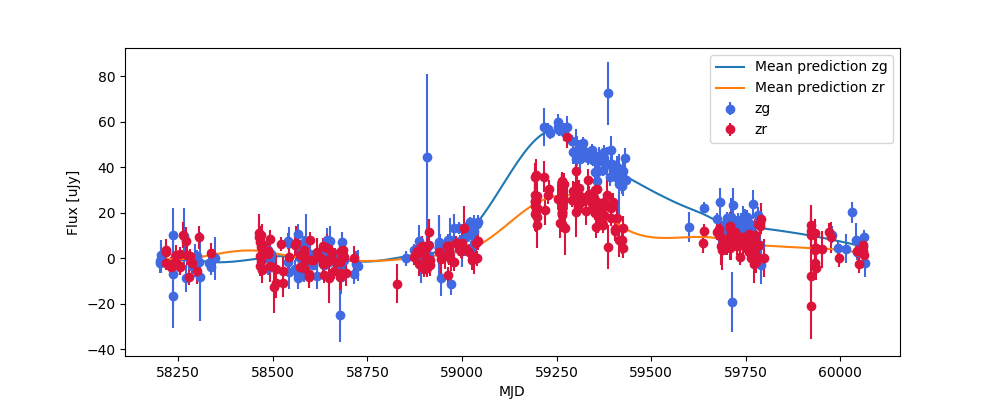 Mean prediction zg
Mean prediction zr
zg
zr
Flux [uJy]
80
60
40
20
0
−20
−40
58250
58500
58750
59000
59250
59500
59750
60000
MJD